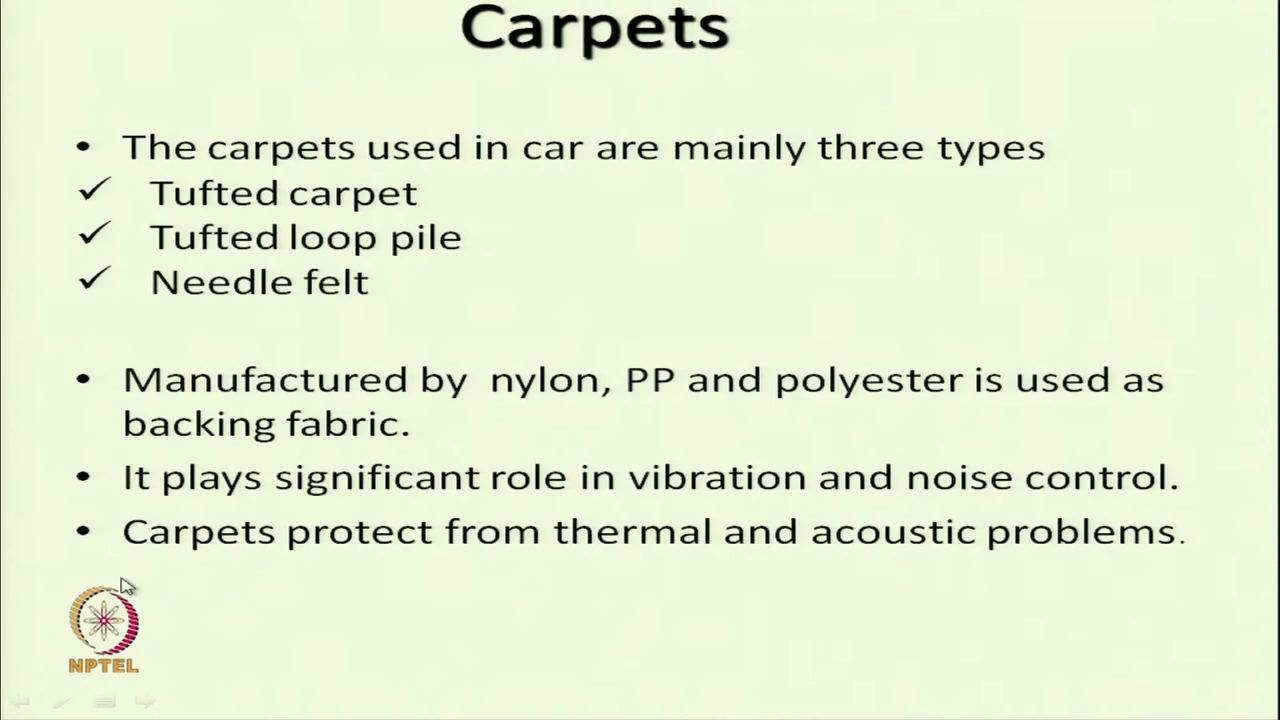 Carpets
• The carpets used in car are mainly three types
✓ Tufted carpet
✓ Tufted loop pile
✓ Needle felt
• Manufactured by nylon, PP and polyester is used as
backing fabric.
• It plays significant role in vibration and noise control.
• Carpets protect from thermal and acoustic problems.
NPTEL